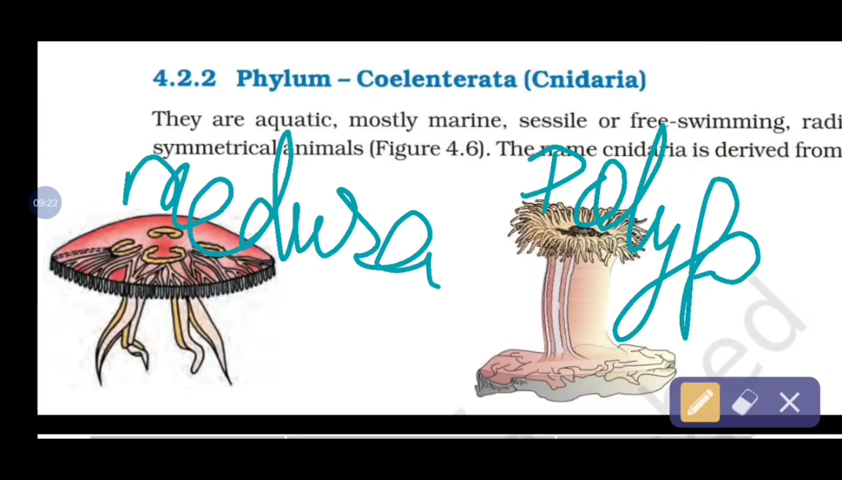 4.2.2 Phylum – Coelenterata (Cnidaria)
They are aquatic, mostly marine, sessile or free-swimming, radi
symmetrical animals (Figure 4.6). The name cnidaria is derived from
medusa
Polyp
09:22